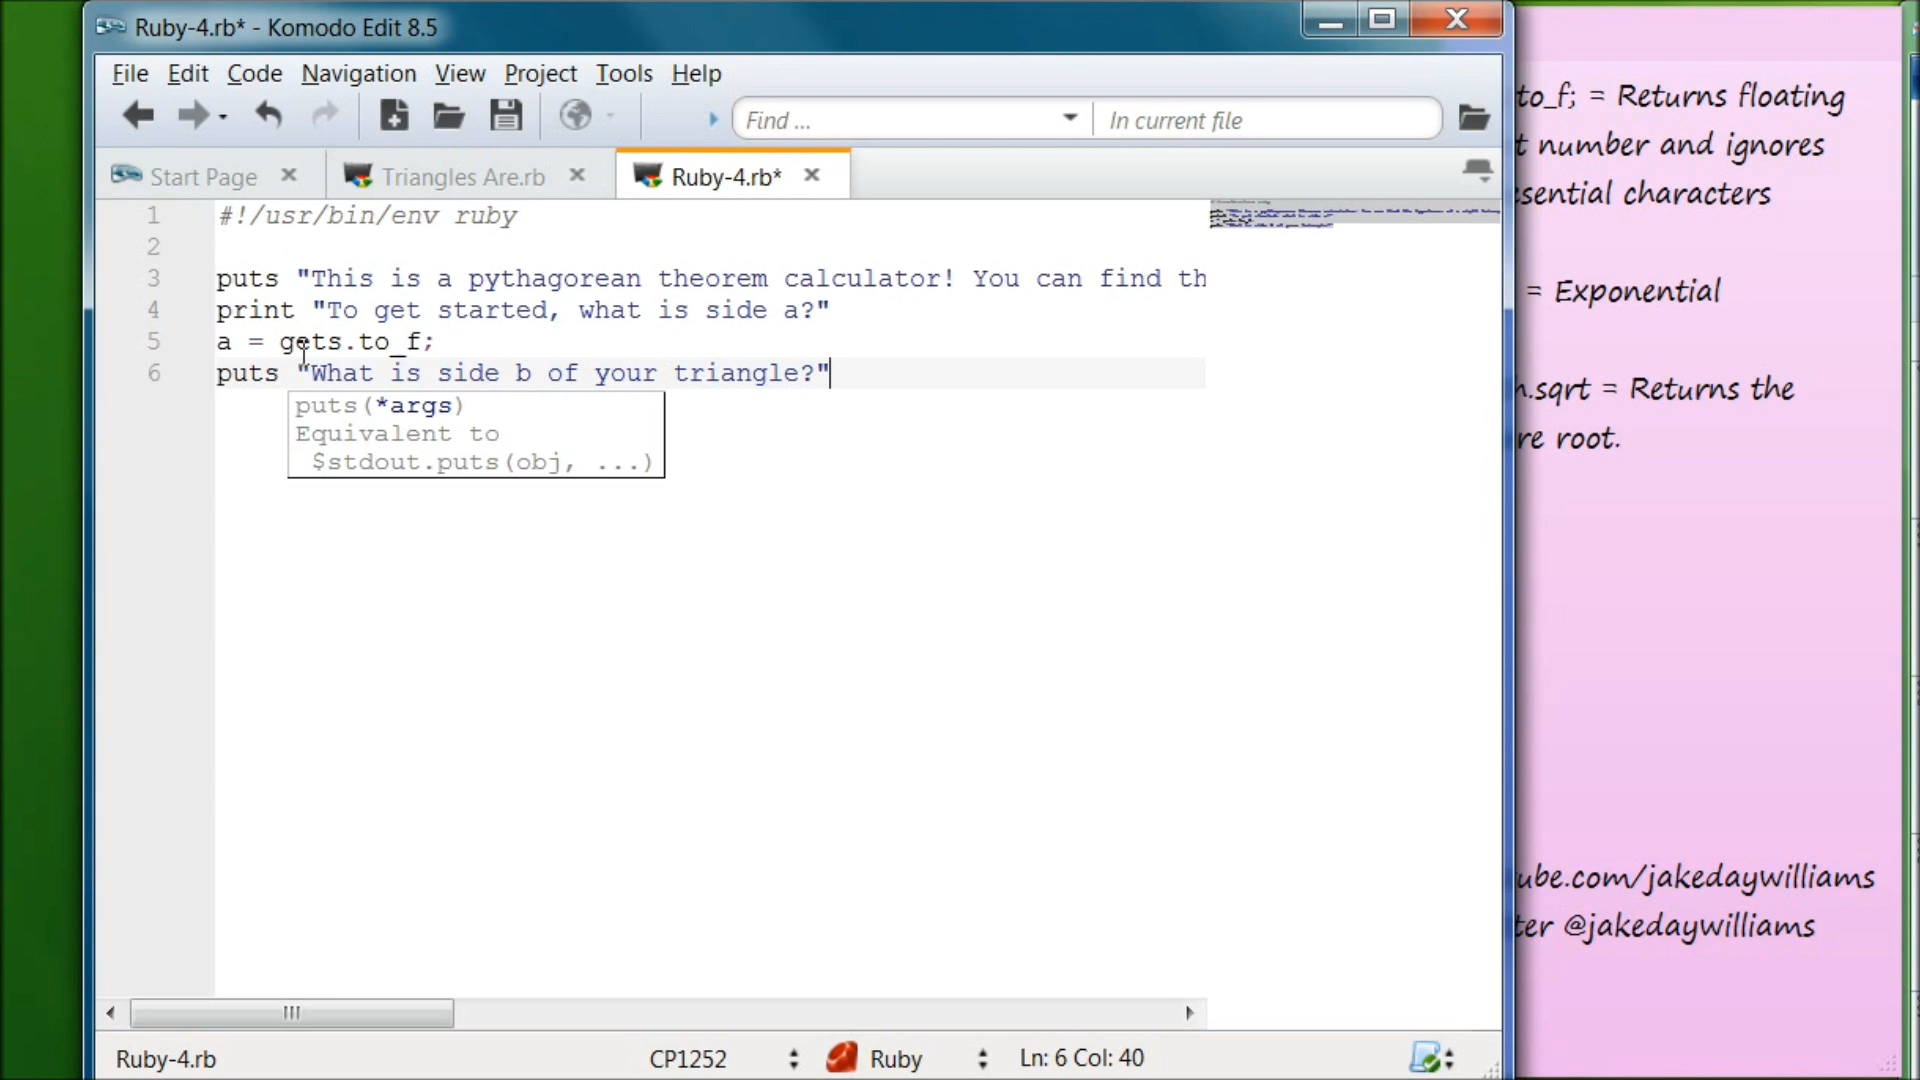 Ruby-4.rb* - Komodo Edit 8.5
File Edit Code Navigation View Project Tools Help
Find ...
In current file
Start Page
Triangles Are.rb
Ruby-4.rb*
1 #!/usr/bin/env ruby
2
3 puts "This is a pythagorean theorem calculator! You can find th
4 print "To get started, what is side a?"
5 a = gets.to_f;
6 puts "What is side b of your triangle?"
puts(*args)
Equivalent to
$stdout.puts(obj, ...)
Ruby-4.rb CP1252 Ruby Ln: 6 Col: 40
to_f; = Returns floating
t number and ignores
sential characters
= Exponential
.sqrt = Returns the
re root.
ube.com/jakedaywilliams
ter @jakedaywilliams